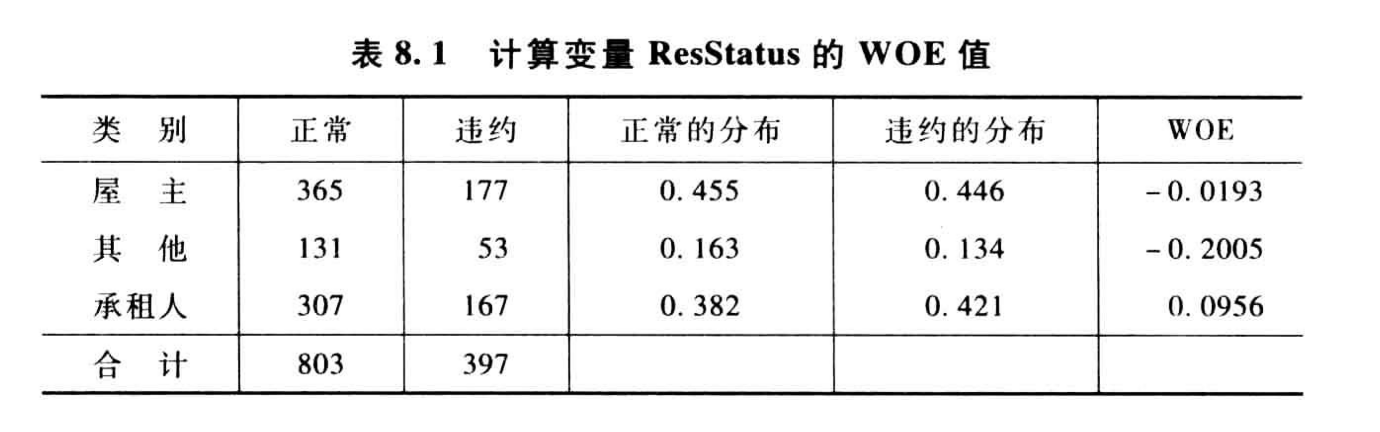 表 8.1 计算变量 ResStatus 的 WOE 值
类 别 正常 违约 正常的分布 违约的分布 WOE
屋 主 365 177 0.455 0.446 -0.0193
其 他 131 53 0.163 0.134 -0.2005
承租人 307 167 0.382 0.421 0.0956
合 计 803 397